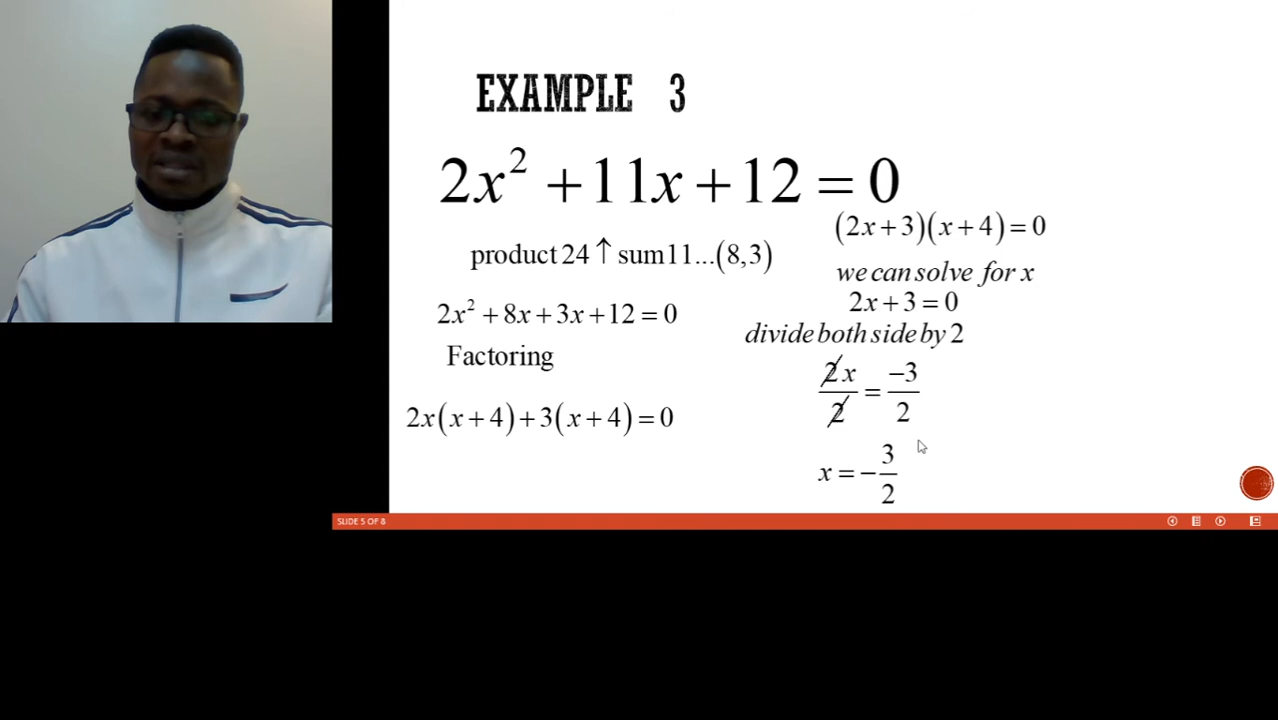 EXAMPLE 3
2x² + 11x + 12 = 0
product 24 ↑ sum 11...(8,3)
2x² + 8x + 3x + 12 = 0
Factoring
2x(x + 4) + 3(x + 4) = 0
(2x + 3)(x + 4) = 0
we can solve for x
2x + 3 = 0
divide both side by 2
2x/2 = -3/2
x = -3/2
SLIDE 5 OF 8